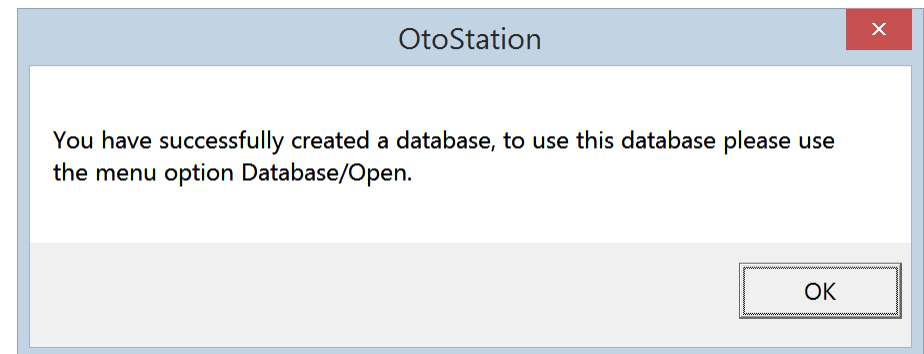 OtoStation
You have successfully created a database, to use this database please use
the menu option Database/Open.
OK